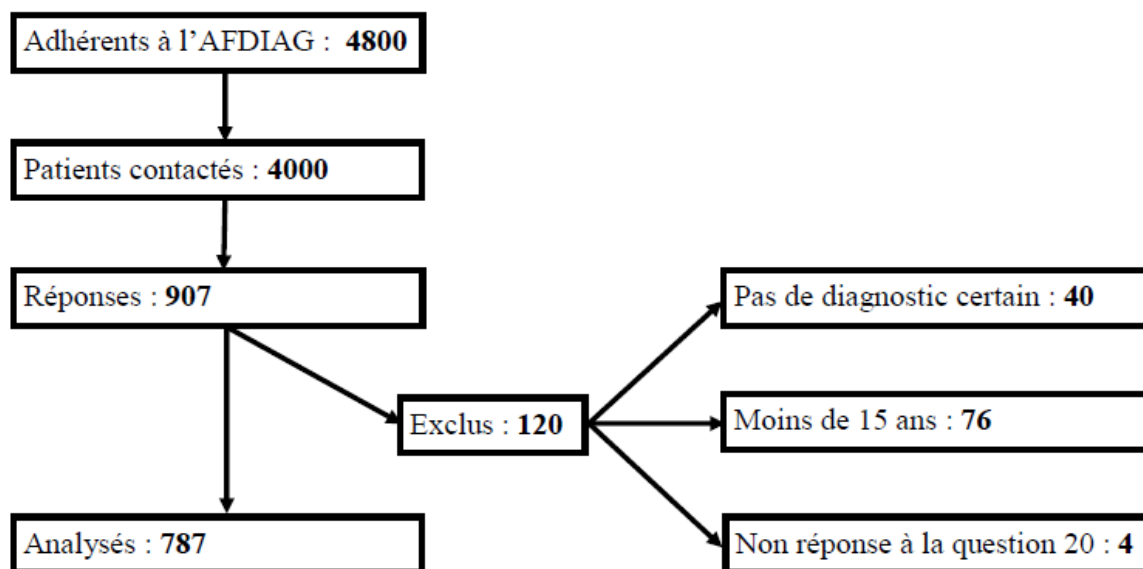 Adhérents à l’AFDIAG : 4800
Patients contactés : 4000
Réponses : 907
Pas de diagnostic certain : 40
Exclus : 120
Moins de 15 ans : 76
Analysés : 787
Non réponse à la question 20 : 4